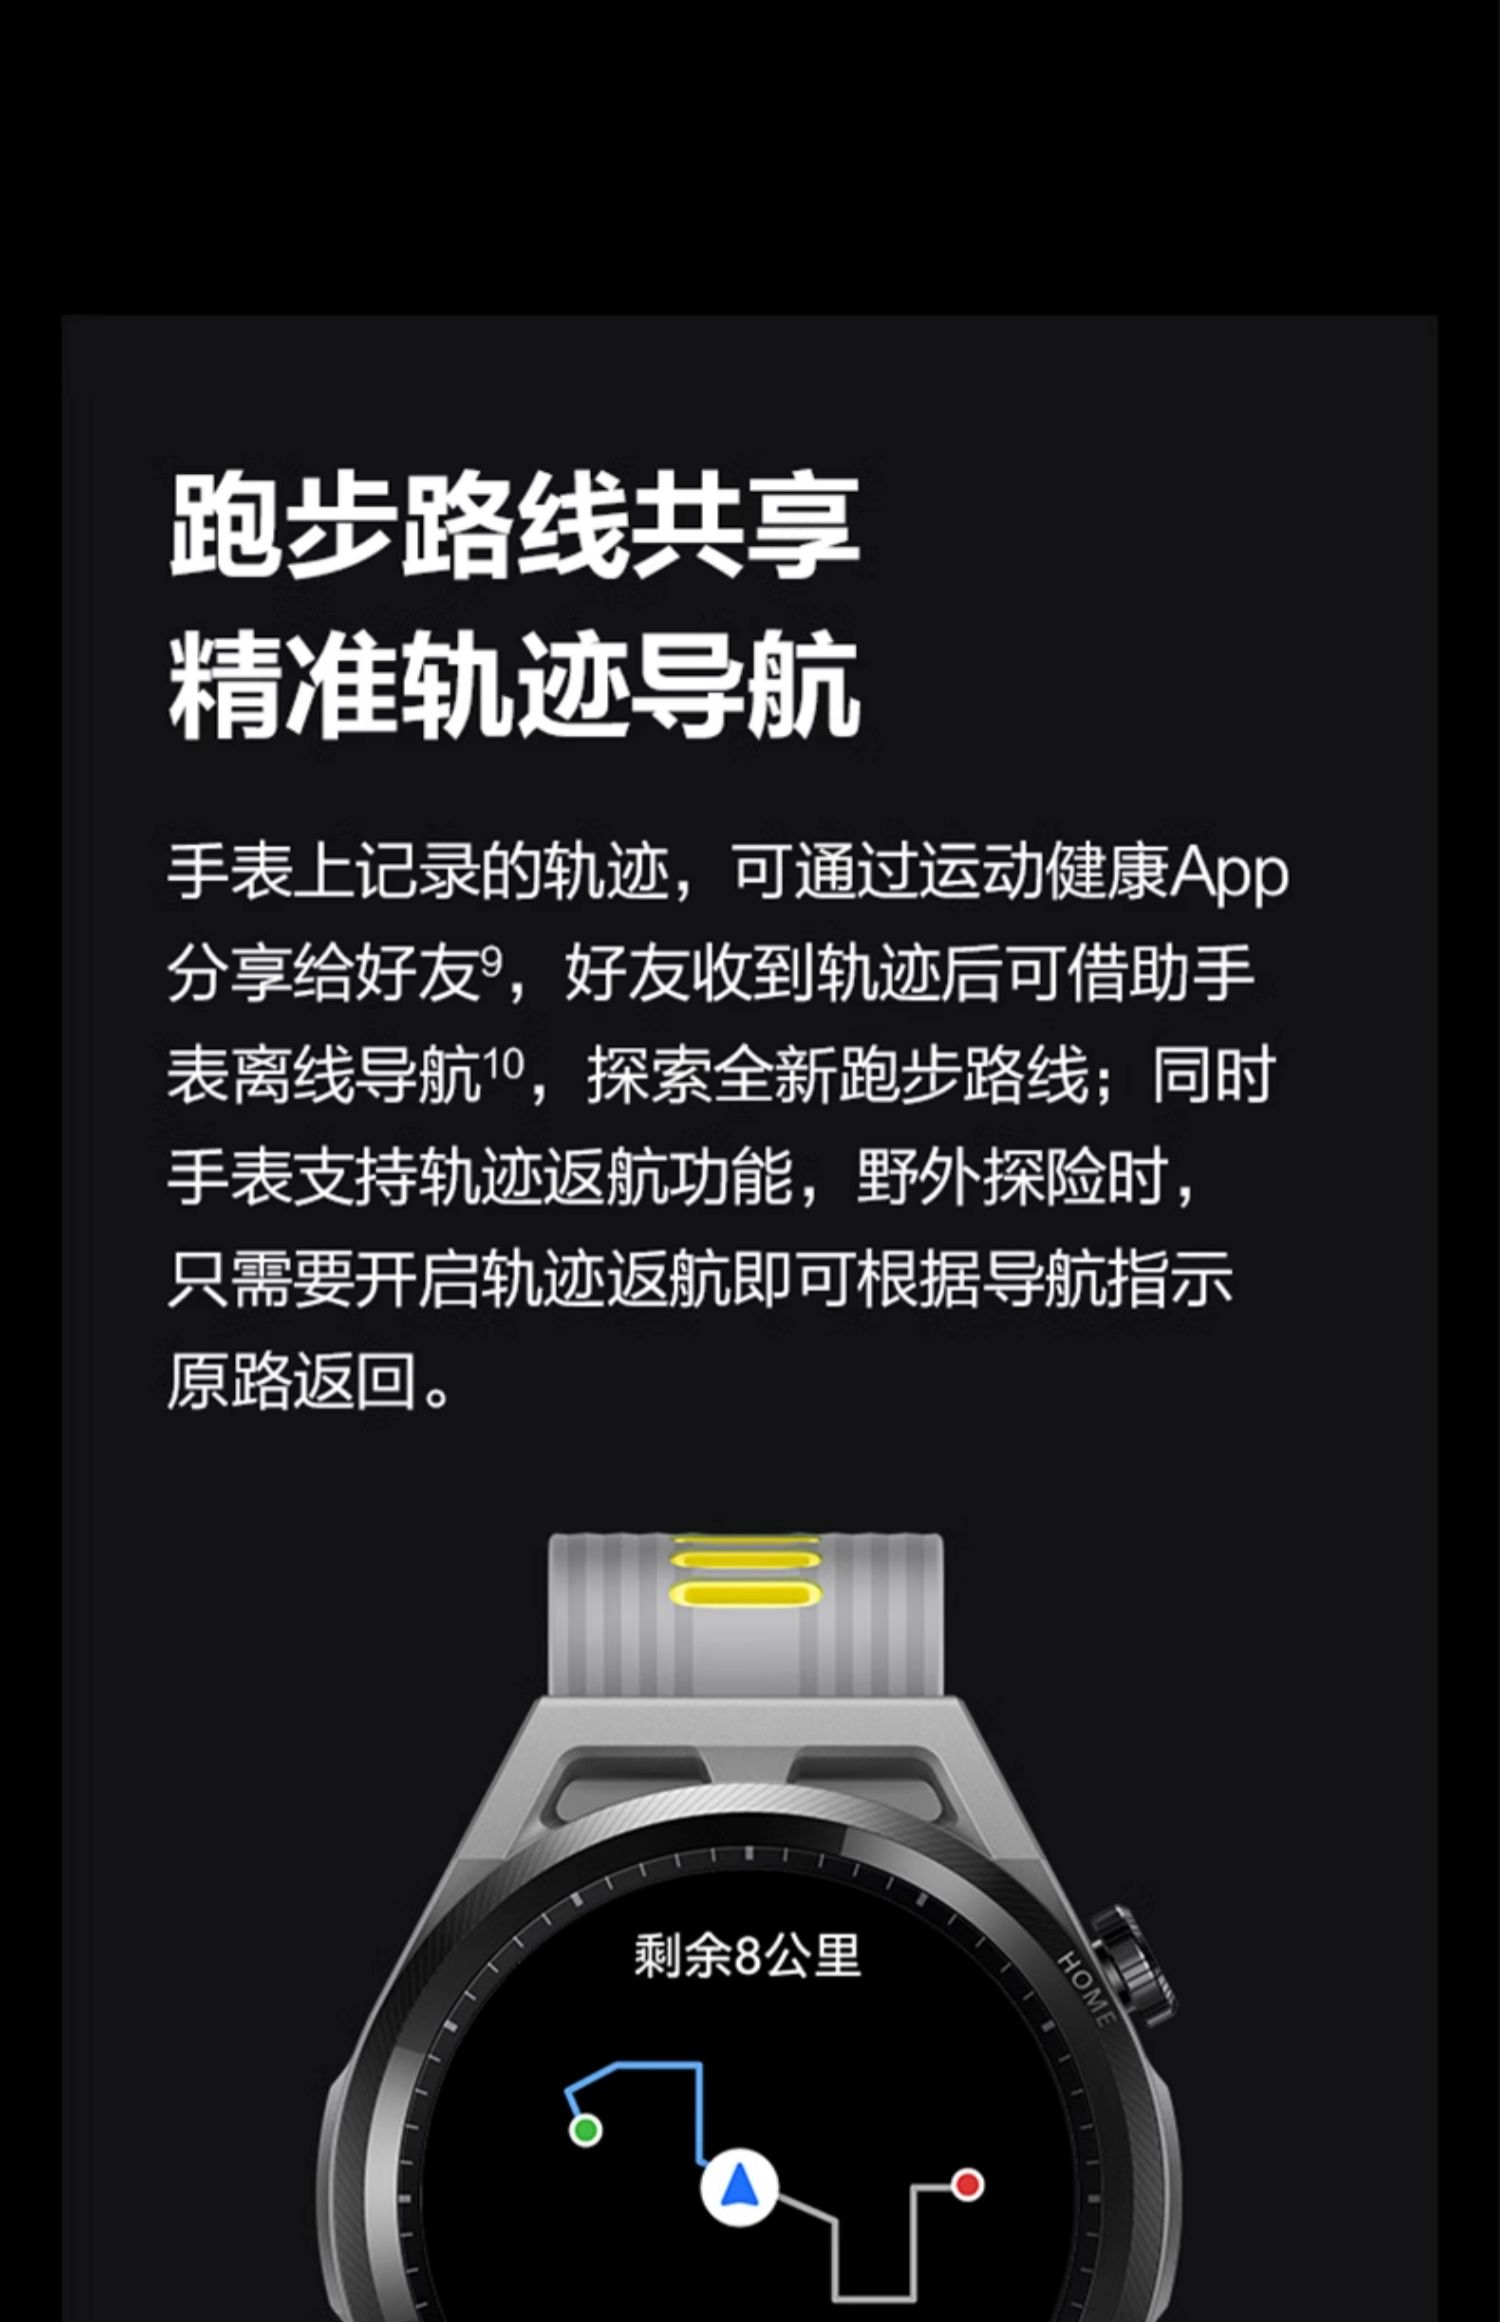 跑步路线共享
精准轨迹导航
手表上记录的轨迹，可通过运动健康App
分享给好友⁹，好友收到轨迹后可借助手
表离线导航¹⁰，探索全新跑步路线；同时
手表支持轨迹返航功能，野外探险时，
只需要开启轨迹返航即可根据导航指示
原路返回。
剩余8公里
HOME